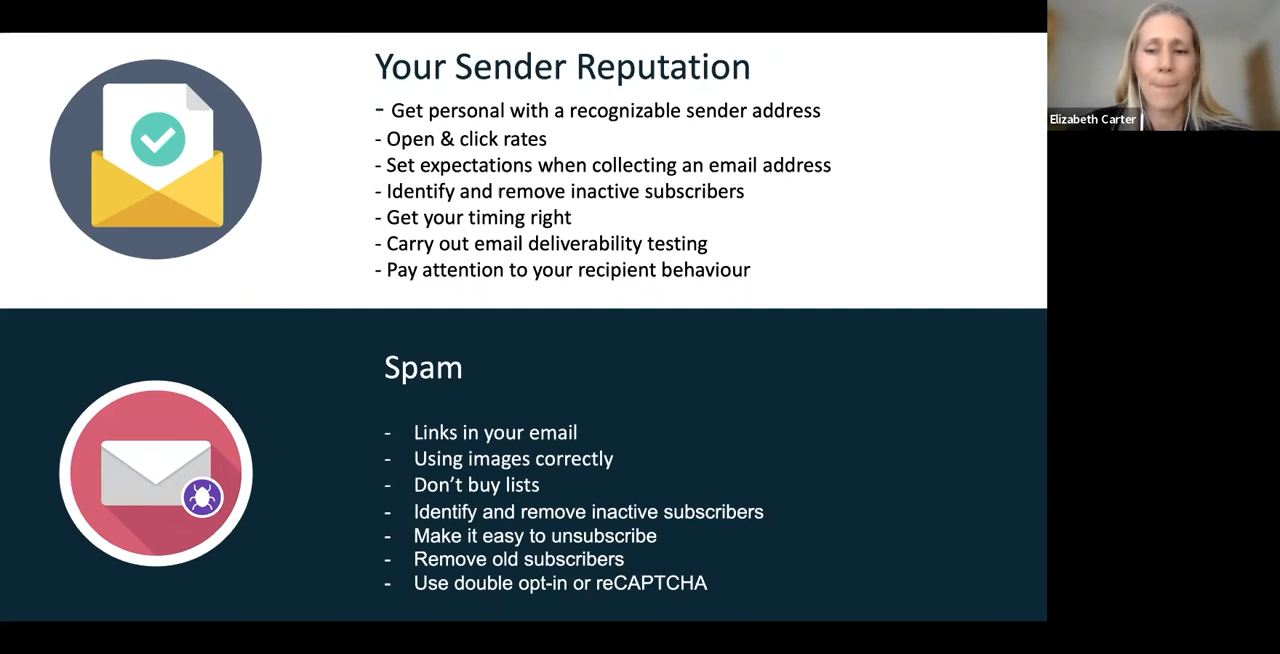 Your Sender Reputation
- Get personal with a recognizable sender address
- Open & click rates
- Set expectations when collecting an email address
- Identify and remove inactive subscribers
- Get your timing right
- Carry out email deliverability testing
- Pay attention to your recipient behaviour
Elizabeth Carter
Spam
- Links in your email
- Using images correctly
- Don’t buy lists
- Identify and remove inactive subscribers
- Make it easy to unsubscribe
- Remove old subscribers
- Use double opt-in or reCAPTCHA